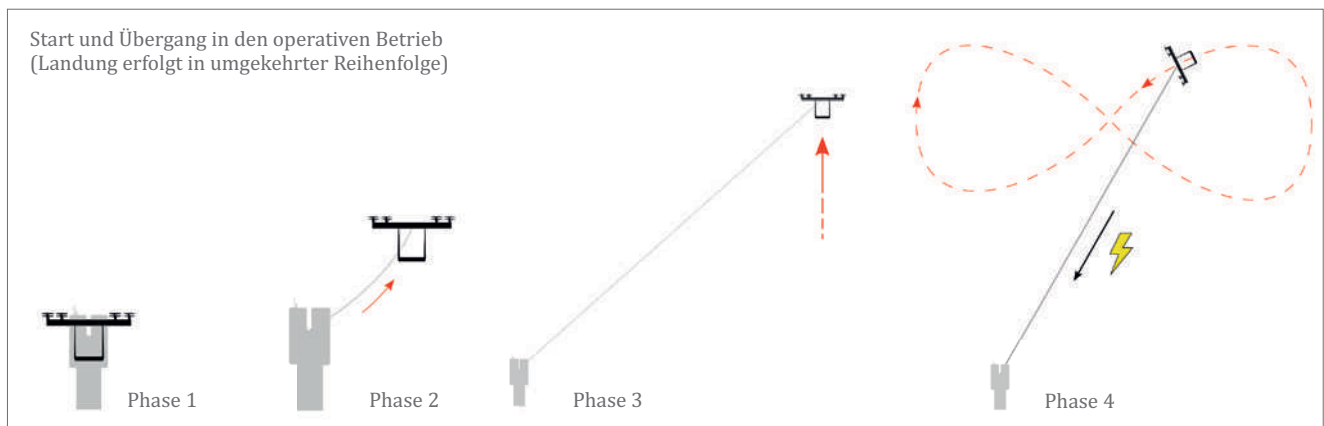 Start und Übergang in den operativen Betrieb
(Landung erfolgt in umgekehrter Reihenfolge)
Phase 1
Phase 2
Phase 3
Phase 4